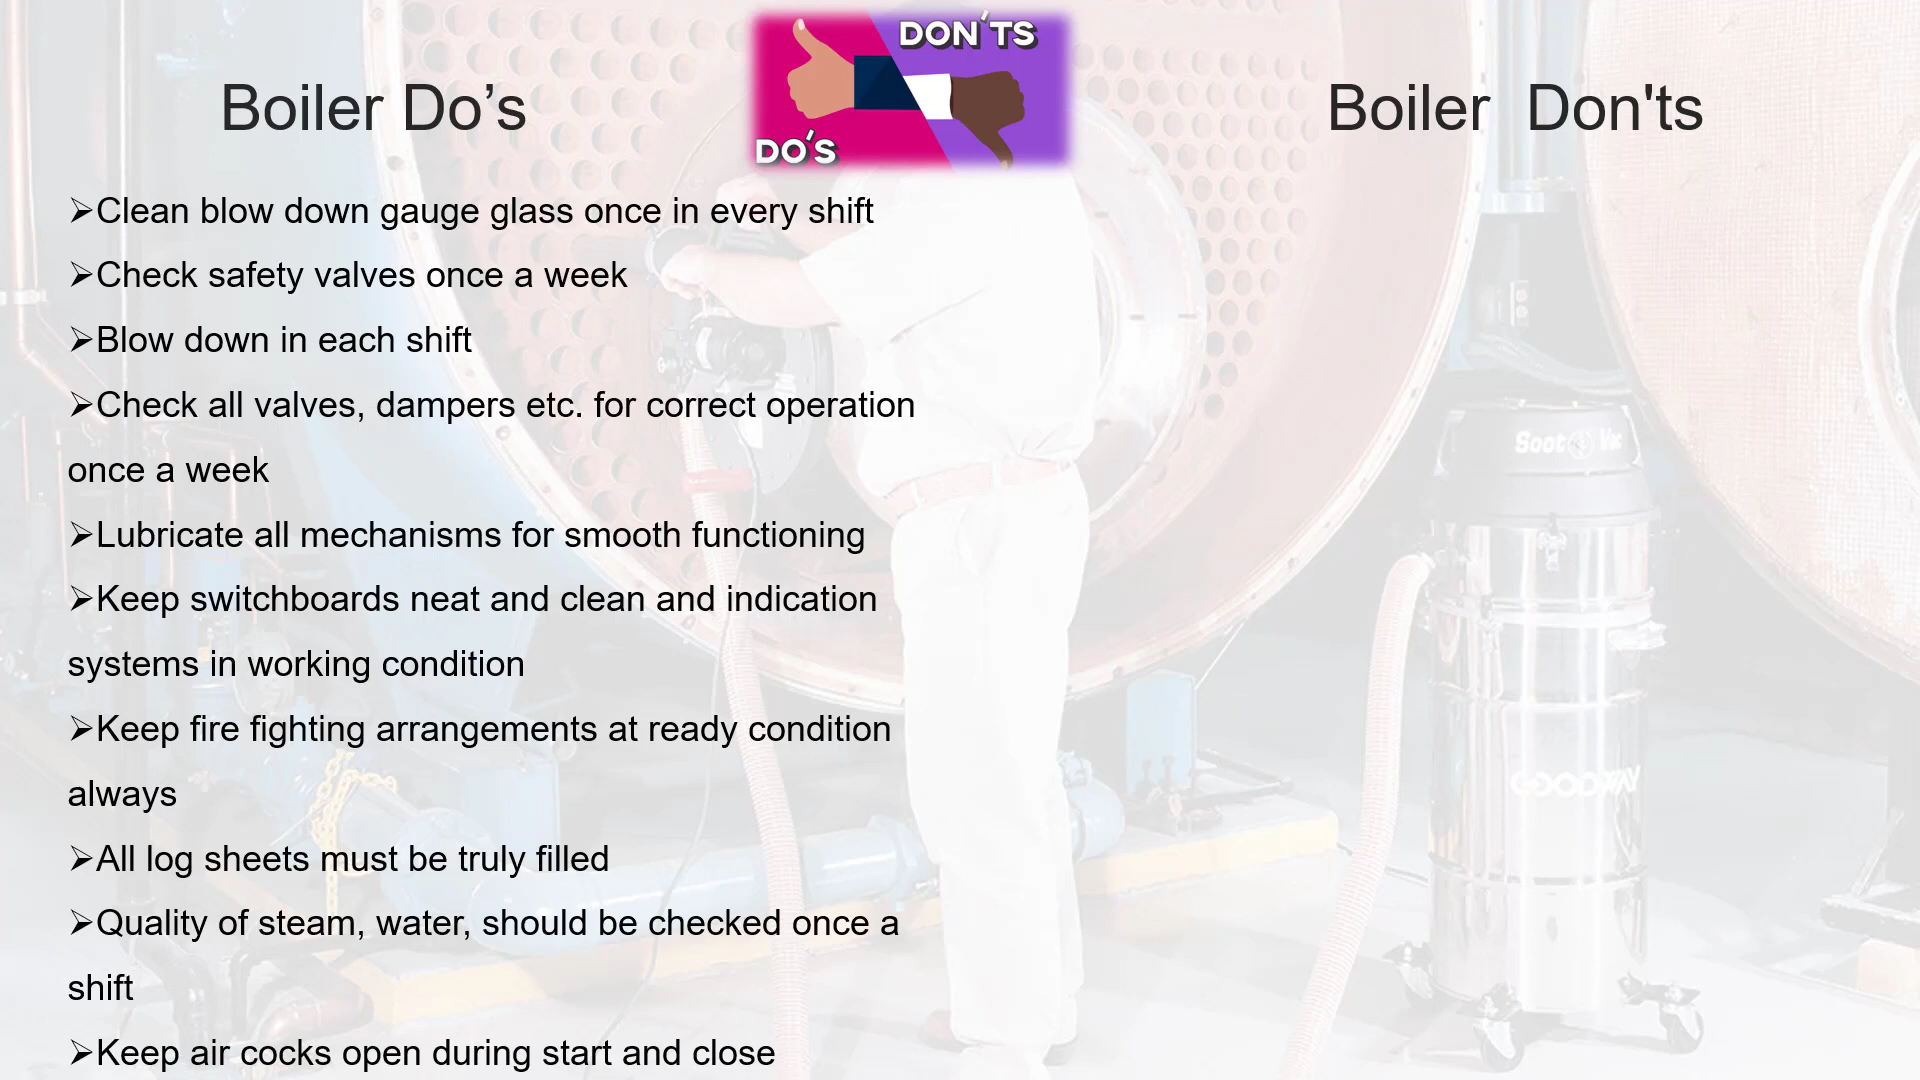 DON'TS
DO'S
Boiler Do’s
Boiler  Don'ts
➢Clean blow down gauge glass once in every shift
➢Check safety valves once a week
➢Blow down in each shift
➢Check all valves, dampers etc. for correct operation
once a week
➢Lubricate all mechanisms for smooth functioning
➢Keep switchboards neat and clean and indication
systems in working condition
➢Keep fire fighting arrangements at ready condition
always
➢All log sheets must be truly filled
➢Quality of steam, water, should be checked once a
shift
➢Keep air cocks open during start and close
Soot Vac
GOODWAY